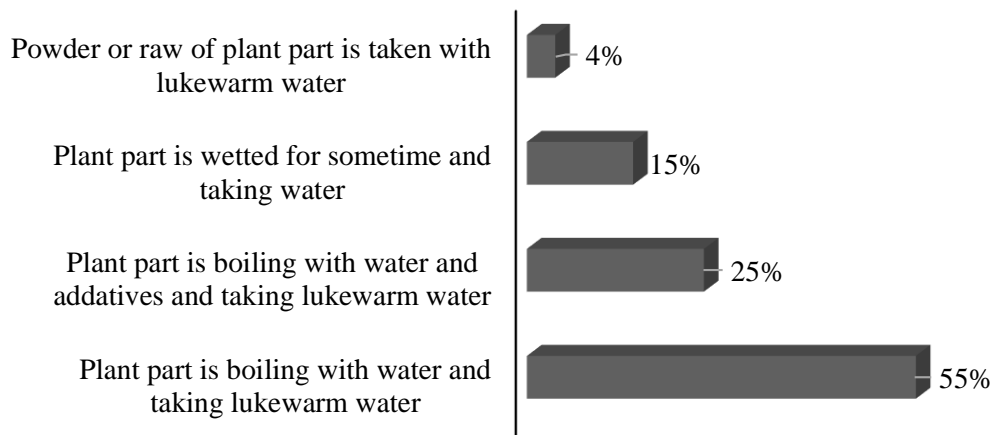 Powder or raw of plant part is taken with
lukewarm water
4%
Plant part is wetted for sometime and
taking water
15%
Plant part is boiling with water and
addatives and taking lukewarm water
25%
Plant part is boiling with water and
taking lukewarm water
55%